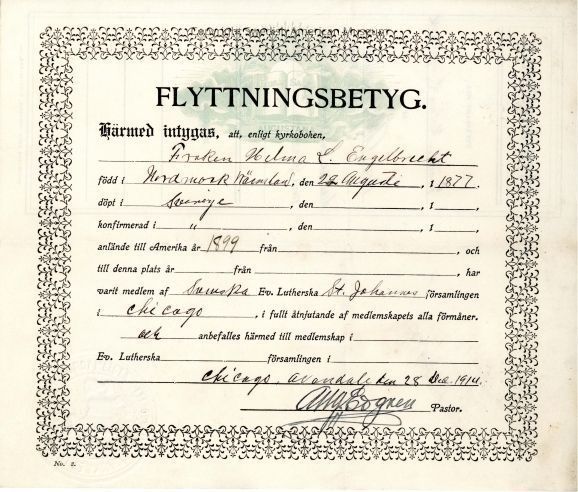 FLYTTNINGSBETYG.
Härmed intygas, att, enligt kyrkoboken,
Fröken Helma L. Engelbrecht
född i Nordmark Värmland, den 28 Augusti, 1 1877.
döpt i Sverige, den , 1 ,
konfirmerad i " , den , 1 ,
anlände till Amerika år 1899 från , och
till denna plats år från , har
varit medlem af Svenska Ev. Lutherska St. Johannes församlingen
i Chicago, i fullt åtnjutande af medlemskapets alla förmåner.
och anbefalles härmed till medlemskap i
Ev. Lutherska församlingen i
Chicago, Avondale den 28 Dec. 1914.
Pastor.
No. 2.